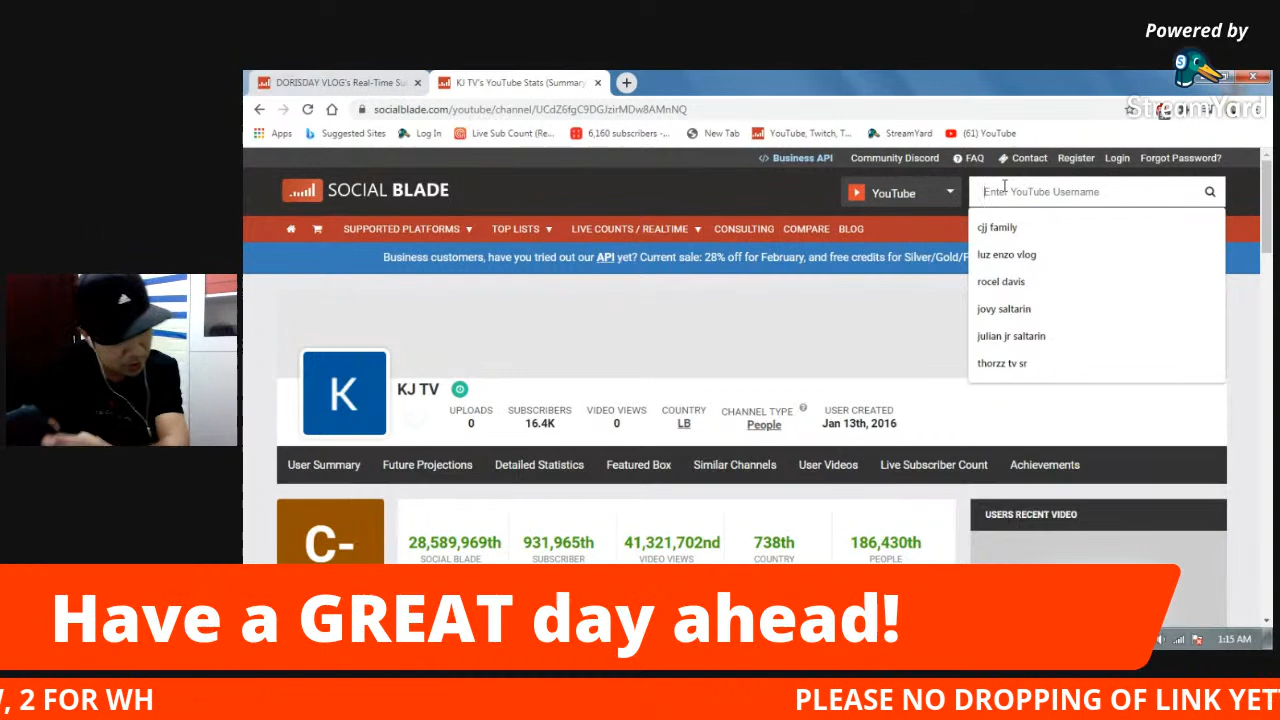 Powered by
StreamYard
DORISDAY VLOG's Real-Time Su
KJ TV's YouTube Stats (Summary
socialblade.com/youtube/channel/UCdZ6fgC9DGJzirMDw8AMnNQ
Apps
Suggested Sites
Log In
Live Sub Count (Re...
6,160 subscribers -...
New Tab
YouTube, Twitch, T...
StreamYard
(61) YouTube
Business API
Community Discord
FAQ
Contact
Register
Login
Forgot Password?
SOCIAL BLADE
YouTube
Enter YouTube Username
SUPPORTED PLATFORMS
TOP LISTS
LIVE COUNTS / REALTIME
CONSULTING
COMPARE
BLOG
cjj family
luz enzo vlog
rocel davis
jovy saltarin
julian jr saltarin
thorzz tv sr
Business customers, have you tried out our API yet? Current sale: 28% off for February, and free credits for Silver/Gold/
K
KJ TV
UPLOADS
0
SUBSCRIBERS
16.4K
VIDEO VIEWS
0
COUNTRY
LB
CHANNEL TYPE
People
USER CREATED
Jan 13th, 2016
User Summary
Future Projections
Detailed Statistics
Featured Box
Similar Channels
User Videos
Live Subscriber Count
Achievements
C-
28,589,969th
SOCIAL BLADE
931,965th
SUBSCRIBER
41,321,702nd
VIDEO VIEWS
738th
COUNTRY
186,430th
PEOPLE
USERS RECENT VIDEO
Have a GREAT day ahead!
1:15 AM
, 2 FOR WH
PLEASE NO DROPPING OF LINK YET